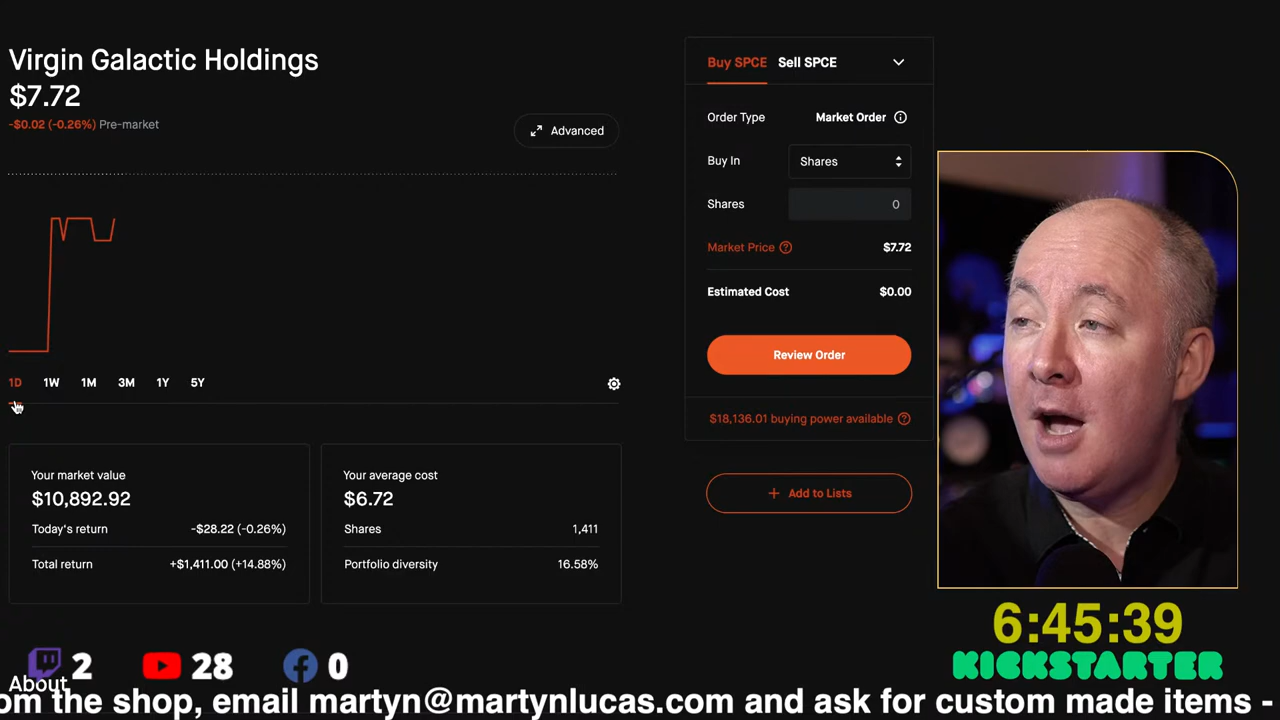 Virgin Galactic Holdings
$7.72
-$0.02 (-0.26%) Pre-market
Advanced
1D 1W 1M 3M 1Y 5Y
Your market value
$10,892.92
Today's return -$28.22 (-0.26%)
Total return +$1,411.00 (+14.88%)
Your average cost
$6.72
Shares 1,411
Portfolio diversity 16.58%
Buy SPCE Sell SPCE
Order Type Market Order
Buy In Shares
Shares 0
Market Price $7.72
Estimated Cost $0.00
Review Order
$18,136.01 buying power available
Add to Lists
6:45:39
KICKSTARTER
2 28 0
About
om the shop, email martyn@martynlucas.com and ask for custom made items -